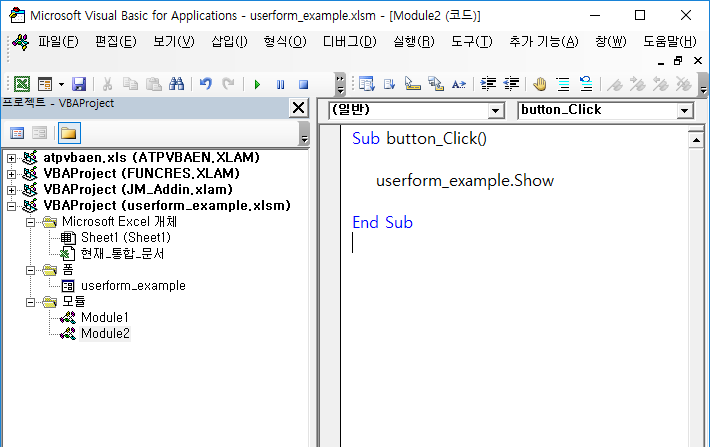 Microsoft Visual Basic for Applications - userform_example.xlsm - [Module2 (코드)]
파일(F) 편집(E) 보기(V) 삽입(I) 형식(O) 디버그(D) 실행(R) 도구(T) 추가 기능(A) 창(W) 도움말(H)
프로젝트 - VBAProject
(일반) button_Click
atpvbaen.xls (ATPVBAEN.XLAM)
VBAProject (FUNCRES.XLAM)
VBAProject (JM_Addin.xlam)
VBAProject (userform_example.xlsm)
Microsoft Excel 개체
Sheet1 (Sheet1)
현재_통합_문서
폼
userform_example
모듈
Module1
Module2
Sub button_Click()
userform_example.Show
End Sub